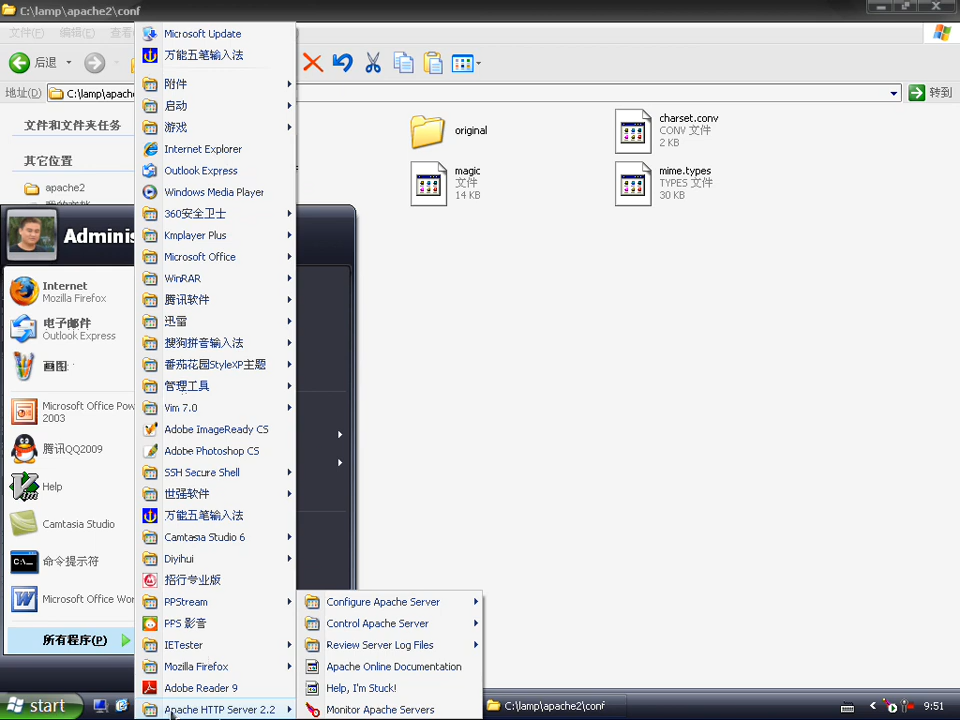 C:\lamp\apache2\conf
文件(F) 编辑(E) 查看
后退
地址(D) C:\lamp\apache
转到
文件和文件夹任务
其它位置
apache2
original
charset.conv
CONV 文件
2 KB
magic
文件
14 KB
mime.types
TYPES 文件
30 KB
Adminis
Internet
Mozilla Firefox
电子邮件
Outlook Express
画图
Microsoft Office Pow
2003
腾讯QQ2009
Help
Camtasia Studio
命令提示符
Microsoft Office Wor
所有程序(P)
Microsoft Update
万能五笔输入法
附件
启动
游戏
Internet Explorer
Outlook Express
Windows Media Player
360安全卫士
Kmplayer Plus
Microsoft Office
WinRAR
腾讯软件
迅雷
搜狗拼音输入法
番茄花园StyleXP主题
管理工具
Vim 7.0
Adobe ImageReady CS
Adobe Photoshop CS
SSH Secure Shell
世强软件
万能五笔输入法
Camtasia Studio 6
Diyihui
招行专业版
PPStream
PPS 影音
IETester
Mozilla Firefox
Adobe Reader 9
Apache HTTP Server 2.2
Configure Apache Server
Control Apache Server
Review Server Log Files
Apache Online Documentation
Help, I'm Stuck!
Monitor Apache Servers
start
C:\lamp\apache2\conf
9:51